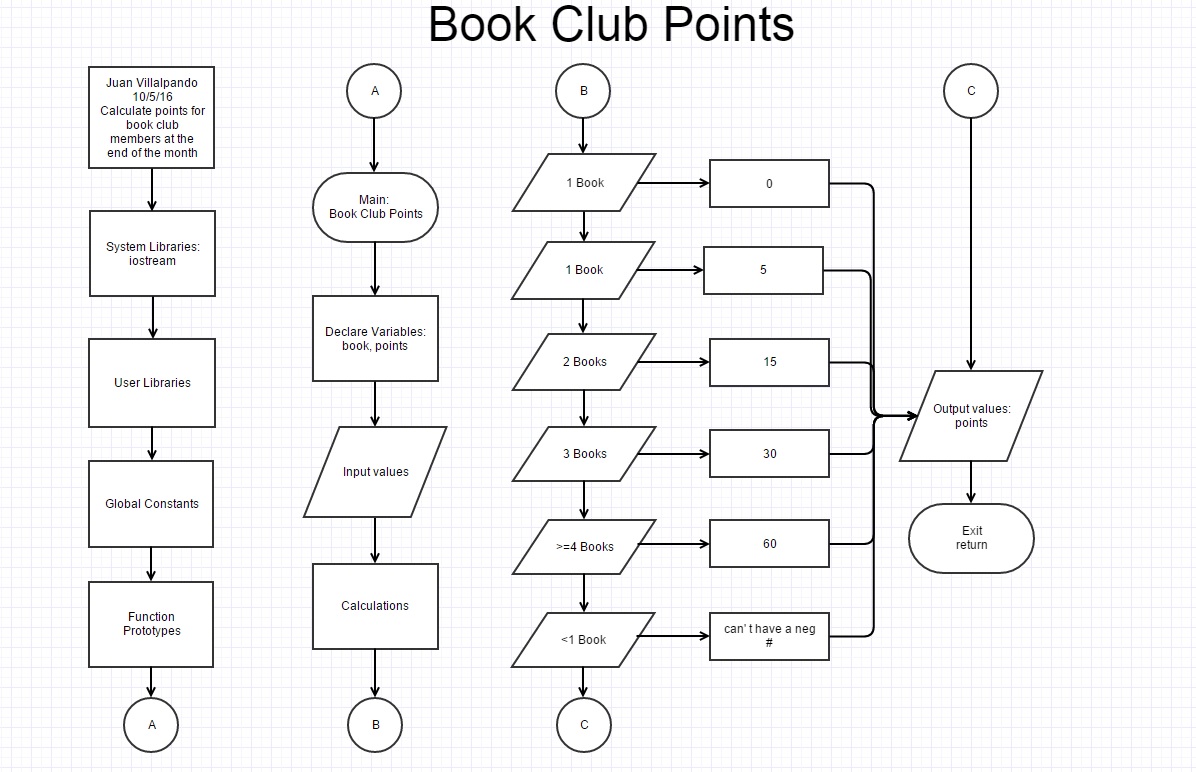 Book Club Points
Juan Villalpando
10/5/16
Calculate points for
book club
members at the
end of the month
System Libraries:
iostream
User Libraries
Global Constants
Function
Prototypes
A
A
Main:
Book Club Points
Declare Variables:
book, points
Input values
Calculations
B
B
1 Book
0
1 Book
5
2 Books
15
3 Books
30
>=4 Books
60
<1 Book
can't have a neg
#
C
C
Output values:
points
Exit
return